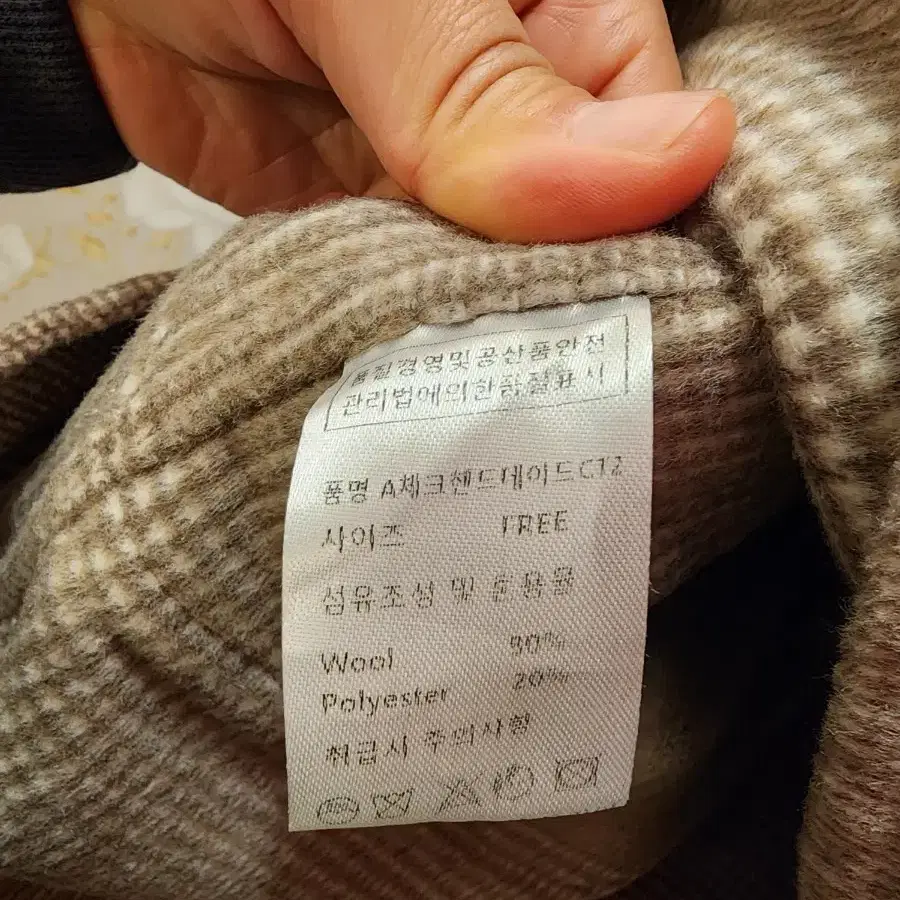 품질경영및공산품안전
관리법에의한품질표시
품명 A체크핸드메이드C12
사이즈 FREE
섬유조성 및 혼용율
Wool 80%
Polyester 20%
취급시 주의사항